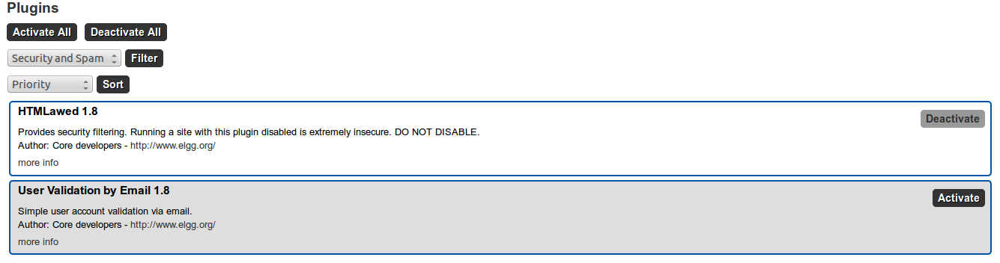 Plugins
Activate All Deactivate All
Security and Spam Filter
Priority Sort
HTMLawed 1.8
Deactivate
Provides security filtering. Running a site with this plugin disabled is extremely insecure. DO NOT DISABLE.
Author: Core developers - http://www.elgg.org/
more info
User Validation by Email 1.8
Activate
Simple user account validation via email.
Author: Core developers - http://www.elgg.org/
more info